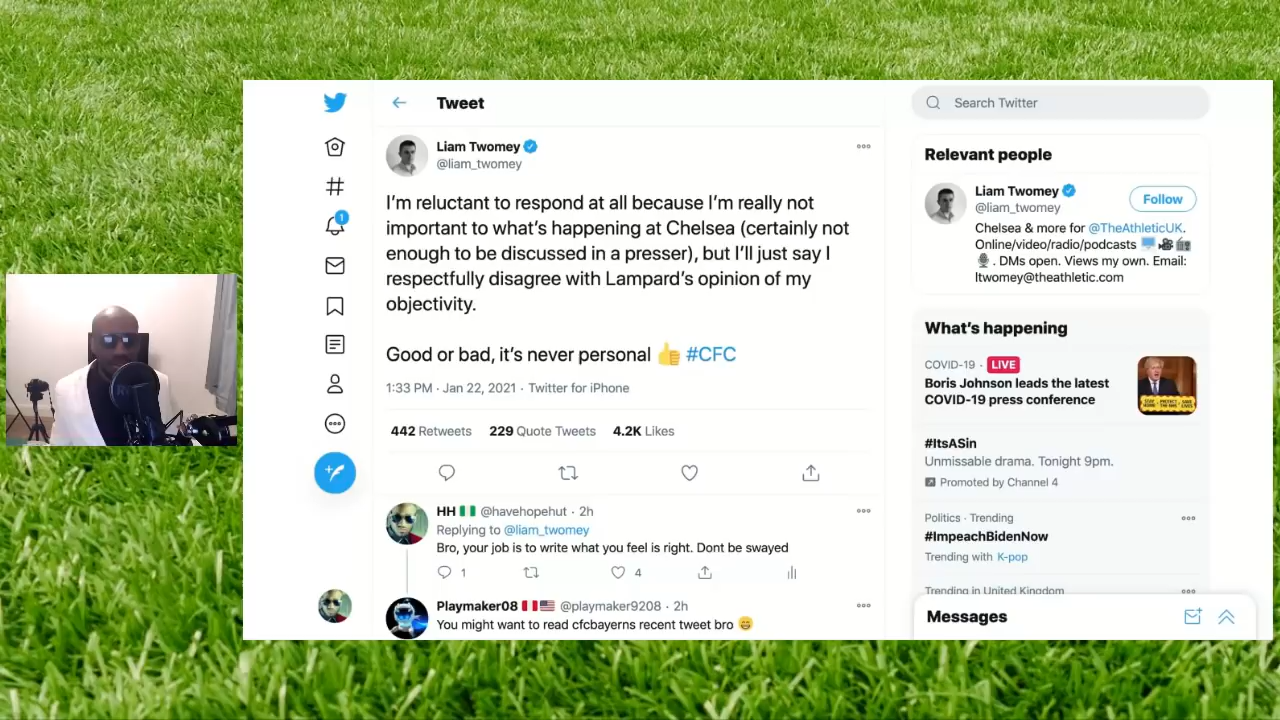 Tweet
Search Twitter
Liam Twomey
@liam_twomey
I'm reluctant to respond at all because I'm really not
important to what's happening at Chelsea (certainly not
enough to be discussed in a presser), but I'll just say I
respectfully disagree with Lampard's opinion of my
objectivity.
Good or bad, it's never personal 👍 #CFC
1:33 PM · Jan 22, 2021 · Twitter for iPhone
442 Retweets 229 Quote Tweets 4.2K Likes
HH 🇳🇬 @havehopehut · 2h
Replying to @liam_twomey
Bro, your job is to write what you feel is right. Dont be swayed
1 4
Playmaker08 🇵🇪🇺🇸 @playmaker9208 · 2h
You might want to read cfcbayerns recent tweet bro 😁
1
Relevant people
Liam Twomey
@liam_twomey
Follow
Chelsea & more for @TheAthleticUK.
Online/video/radio/podcasts 🖥️🎥📻
🎙️. DMs open. Views my own. Email:
ltwomey@theathletic.com
What's happening
COVID-19 · LIVE
Boris Johnson leads the latest
COVID-19 press conference
#ItsASin
Unmissable drama. Tonight 9pm.
Promoted by Channel 4
Politics · Trending
#ImpeachBidenNow
Trending with K-pop
Trending in United Kingdom
Messages